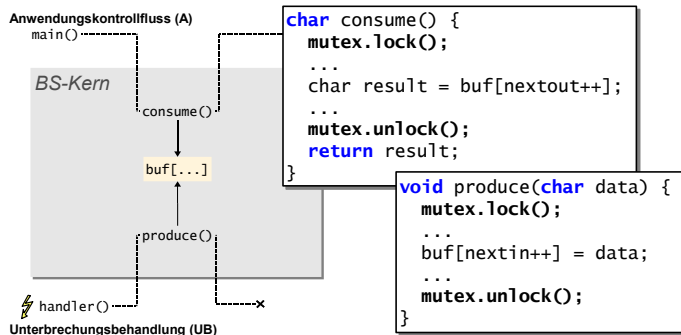 Anwendungskontrollfluss (A)
main()
BS-Kern
consume()
buf[...]
produce()
handler()
Unterbrechungsbehandlung (UB)
char consume() {
mutex.lock();
...
char result = buf[nextout++];
...
mutex.unlock();
return result;
}
void produce(char data) {
mutex.lock();
...
buf[nextin++] = data;
...
mutex.unlock();
}